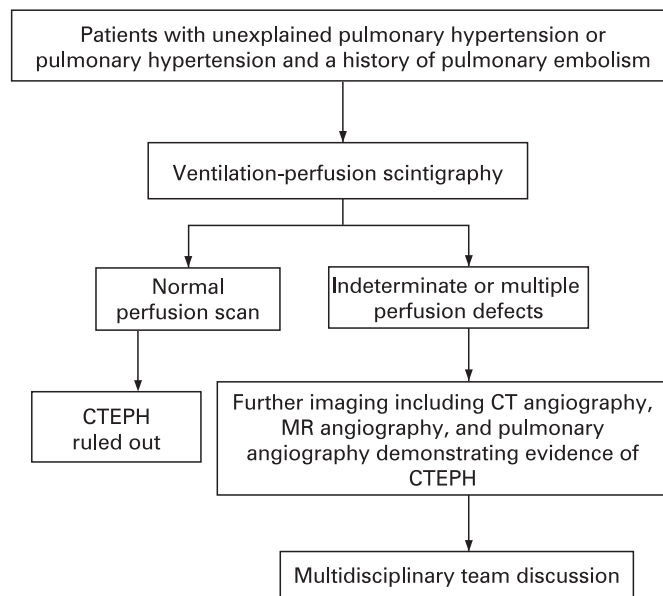 Patients with unexplained pulmonary hypertension or
pulmonary hypertension and a history of pulmonary embolism
Ventilation-perfusion scintigraphy
Normal
perfusion scan
Indeterminate or multiple
perfusion defects
CTEPH
ruled out
Further imaging including CT angiography,
MR angiography, and pulmonary
angiography demonstrating evidence of
CTEPH
Multidisciplinary team discussion